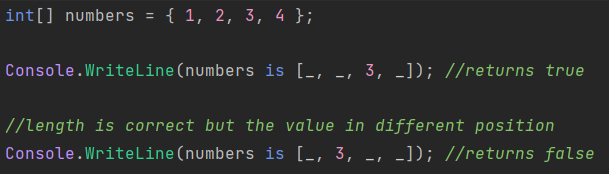 int[] numbers = { 1, 2, 3, 4 };
Console.WriteLine(numbers is [_, _, 3, _]); //returns true
//length is correct but the value in different position
Console.WriteLine(numbers is [_, 3, _, _]); //returns false